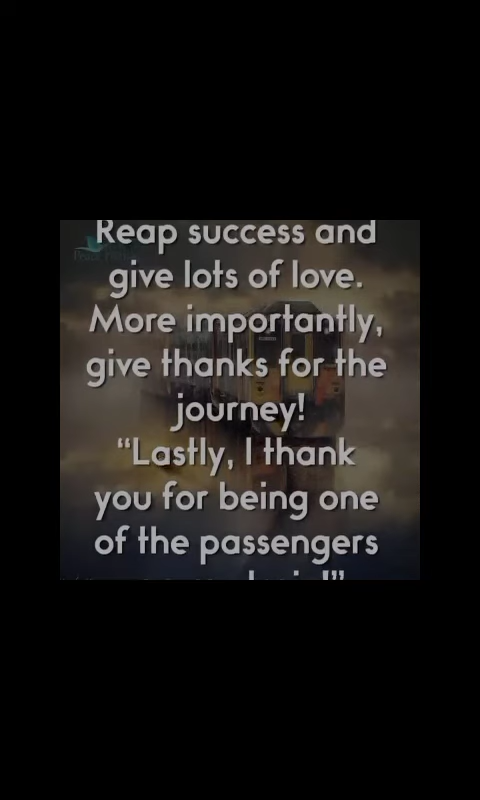 Reap success and
give lots of love.
More importantly,
give thanks for the
journey!
“Lastly, I thank
you for being one
of the passengers